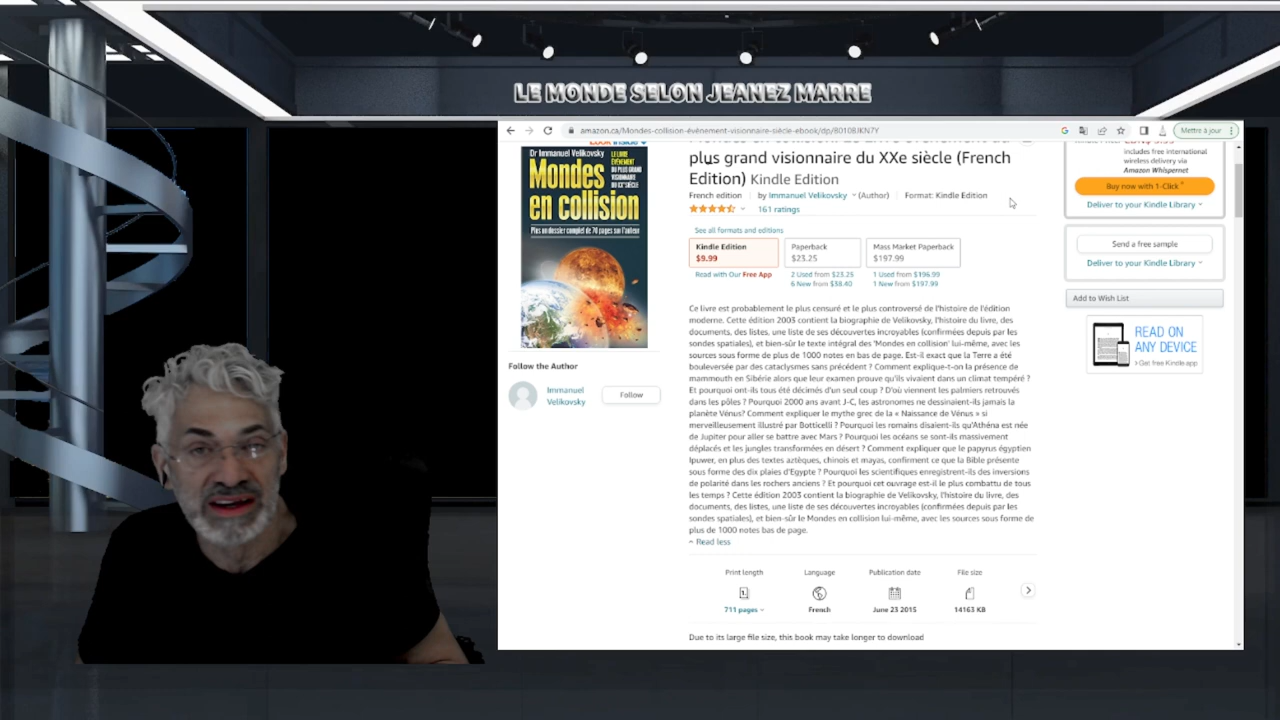 LE MONDE SELON JEANEZ MARRE
amazon.ca/Mondes-collision-événement-visionnaire-siècle-ebook/dp/B010BJKN7Y
Mettre à jour
Look Inside
Dr Immanuel Velikovsky
LE LIVRE
ÉVÉNEMENT
DU PLUS GRAND
VISIONNAIRE
DU XXe SIÈCLE
Mondes
en collision
Plus un dossier complet de 70 pages sur l'auteur
Follow the Author
Immanuel
Velikovsky
Follow
plus grand visionnaire du XXe siècle (French
Edition) Kindle Edition
French edition by Immanuel Velikovsky (Author) Format: Kindle Edition
161 ratings
See all formats and editions
Kindle Edition
$9.99
Read with Our Free App
Paperback
$23.25
2 Used from $23.25
6 New from $38.40
Mass Market Paperback
$197.99
1 Used from $196.99
1 New from $197.99
Ce livre est probablement le plus censuré et le plus controversé de l'histoire de l'édition
moderne. Cette édition 2003 contient la biographie de Velikovsky, l'histoire du livre, des
documents, des listes, une liste de ses découvertes incroyables (confirmées depuis par les
sondes spatiales), et bien-sûr le texte intégral des 'Mondes en collision' lui-même, avec les
sources sous forme de plus de 1000 notes en bas de page. Est-il exact que la Terre a été
bouleversée par des cataclysmes sans précédent ? Comment explique-t-on la présence de
mammouth en Sibérie alors que leur examen prouve qu'ils vivaient dans un climat tempéré ?
Et pourquoi ont-ils tous été décimés d'un seul coup ? D'où viennent les palmiers retrouvés
dans les pôles ? Pourquoi 2000 ans avant J-C, les astronomes ne dessinaient-ils jamais la
planète Vénus? Comment expliquer le mythe grec de la « Naissance de Vénus » si
merveilleusement illustré par Botticelli ? Pourquoi les romains disaient-ils qu'Athéna est née
de Jupiter pour aller se battre avec Mars ? Pourquoi les océans se sont-ils massivement
déplacés et les jungles transformées en désert ? Comment expliquer que le papyrus égyptien
Ipuwer, en plus des textes aztèques, chinois et mayas, confirment ce que la Bible présente
sous forme des dix plaies d'Egypte ? Pourquoi les scientifiques enregistrent-ils des inversions
de polarité dans les rochers anciens ? Et pourquoi cet ouvrage est-il le plus combattu de tous
les temps ? Cette édition 2003 contient la biographie de Velikovsky, l'histoire du livre, des
documents, des listes, une liste de ses découvertes incroyables (confirmées depuis par les
sondes spatiales), et bien-sûr le Mondes en collision lui-même, avec les sources sous forme de
plus de 1000 notes bas de page.
Read less
Print length
711 pages
Language
French
Publication date
June 23 2015
File size
14163 KB
Due to its large file size, this book may take longer to download
includes free international
wireless delivery via
Amazon Whispernet
Buy now with 1-Click
Deliver to your Kindle Library
Send a free sample
Deliver to your Kindle Library
Add to Wish List
READ ON
ANY DEVICE
Get free Kindle app